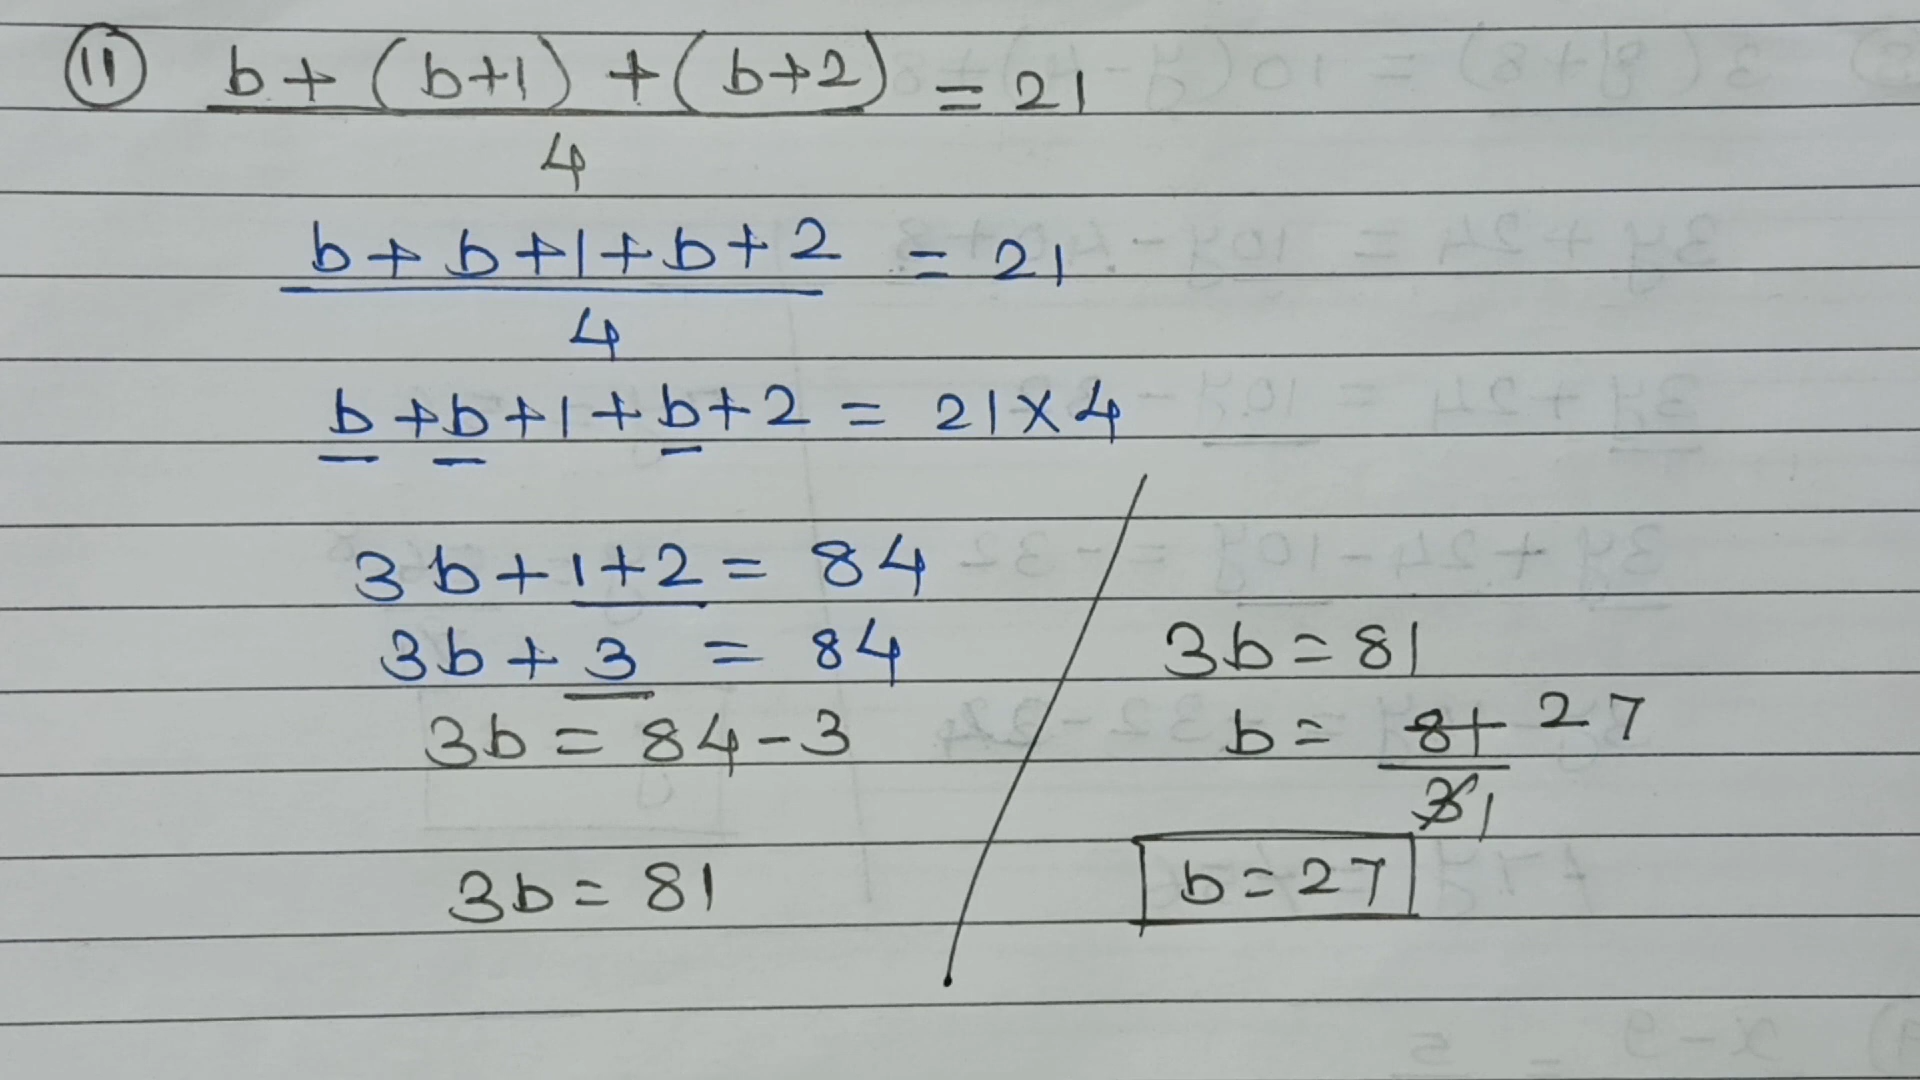 11 b + (b+1) + (b+2) = 21
4
b + b + 1 + b + 2 = 21
4
b + b + 1 + b + 2 = 21 × 4
3b + 1 + 2 = 84
3b + 3 = 84
3b = 84 - 3
3b = 81
3b = 81
b = 81 27
3 1
b = 27